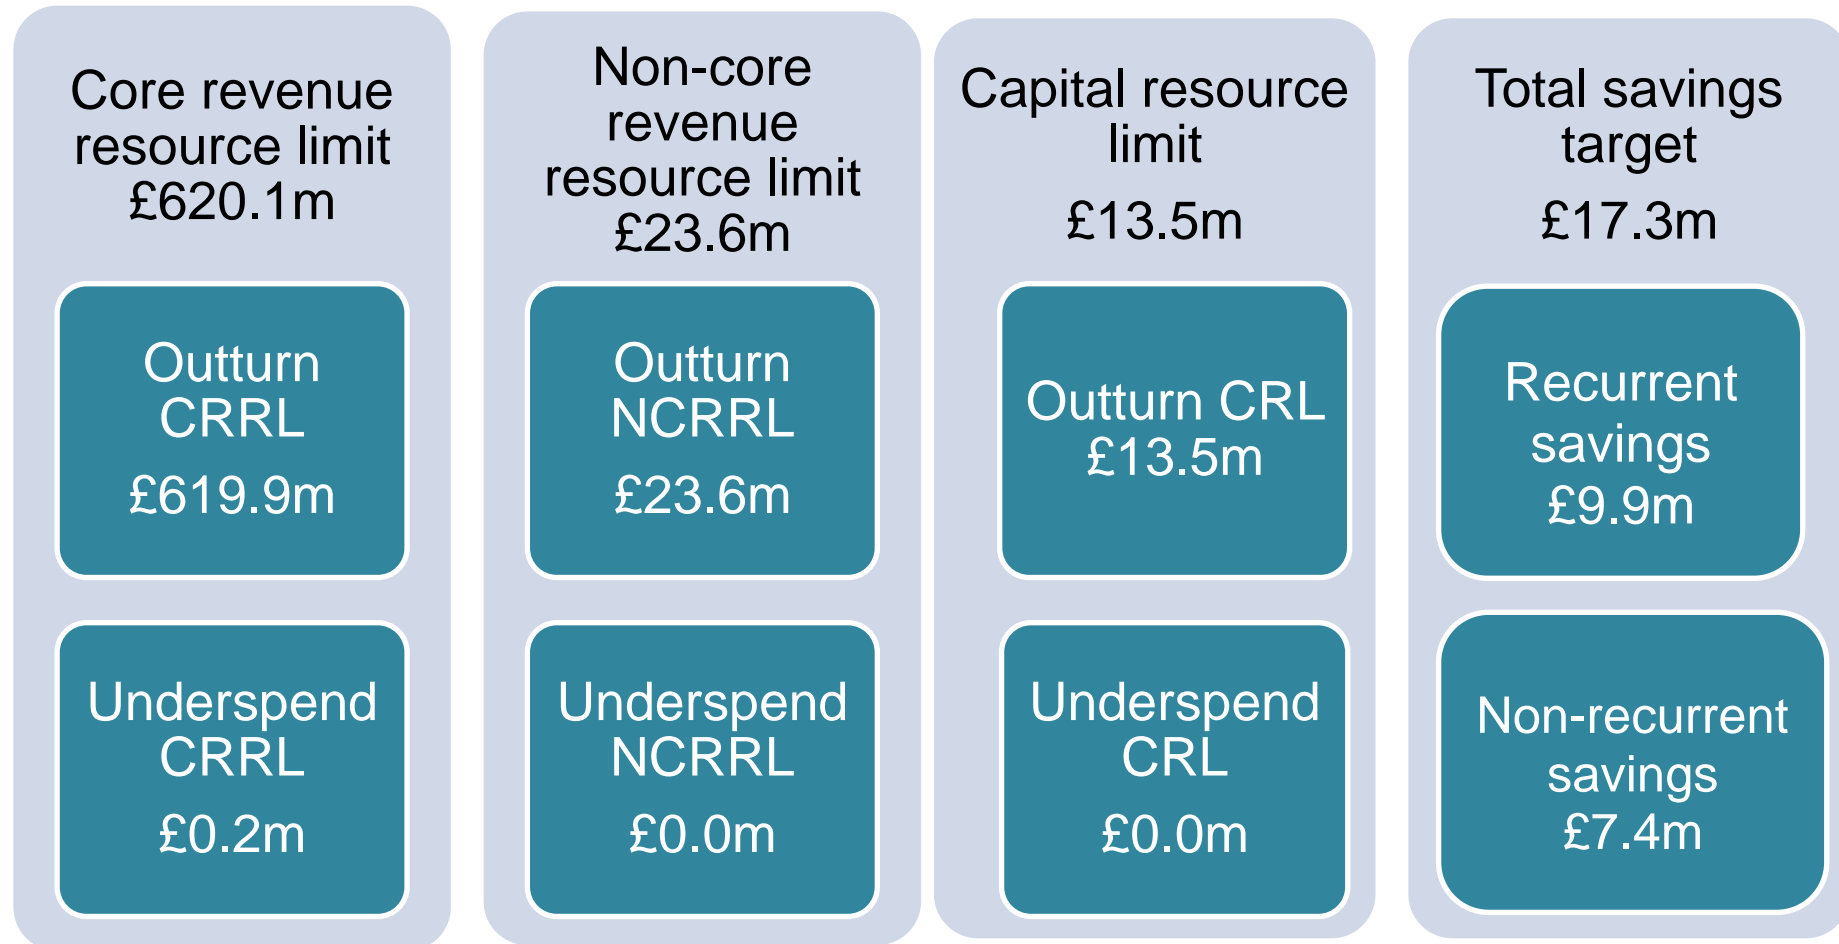 Core revenue
resource limit
£620.1m
Outturn
CRRL
£619.9m
Underspend
CRRL
£0.2m
Non-core
revenue
resource limit
£23.6m
Outturn
NCRRL
£23.6m
Underspend
NCRRL
£0.0m
Capital resource
limit
£13.5m
Outturn CRL
£13.5m
Underspend
CRL
£0.0m
Total savings
target
£17.3m
Recurrent
savings
£9.9m
Non-recurrent
savings
£7.4m